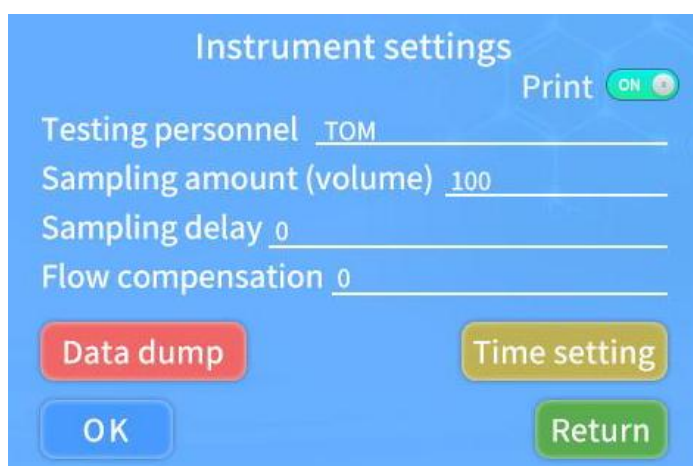 Instrument settings
Print ON
Testing personnel TOM
Sampling amount (volume) 100
Sampling delay 0
Flow compensation 0
Data dump Time setting
OK Return